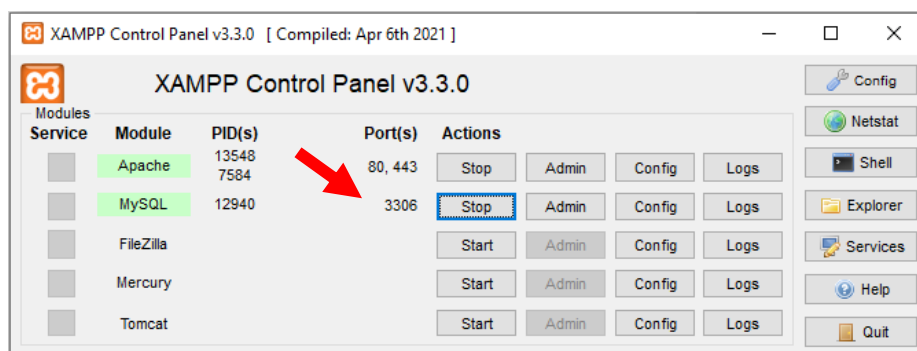 XAMPP Control Panel v3.3.0 [ Compiled: Apr 6th 2021 ]
XAMPP Control Panel v3.3.0
Config
Modules
Service Module PID(s) Port(s) Actions
Netstat
Apache 13548 7584 80, 443 Stop Admin Config Logs
Shell
MySQL 12940 3306 Stop Admin Config Logs
Explorer
FileZilla Start Admin Config Logs
Services
Mercury Start Admin Config Logs
Help
Tomcat Start Admin Config Logs
Quit